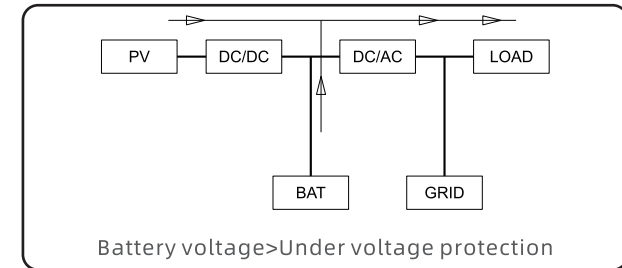 PV DC/DC DC/AC LOAD
BAT GRID
Battery voltage>Under voltage protection